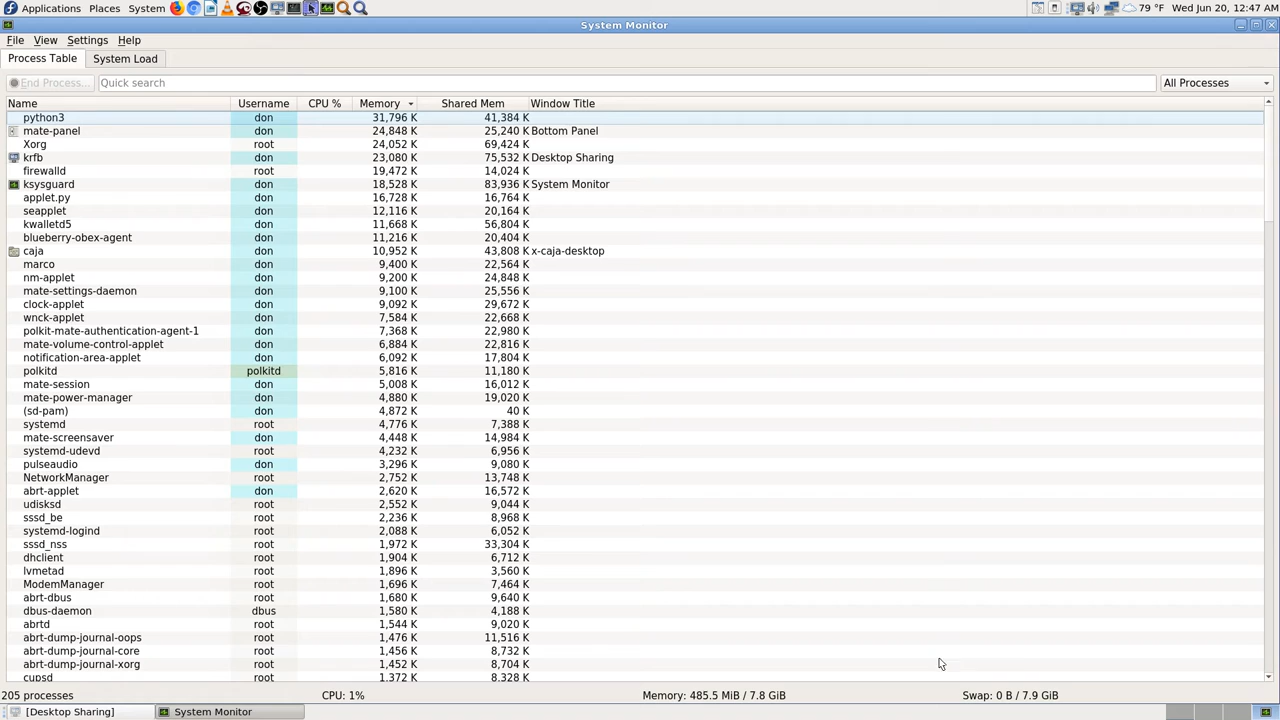 Applications Places System 79 °F Wed Jun 20, 12:47 AM
System Monitor
File View Settings Help
Process Table System Load
End Process... Quick search All Processes
Name Username CPU % Memory Shared Mem Window Title
python3 don 31,796 K 41,384 K
mate-panel don 24,848 K 25,240 K Bottom Panel
Xorg root 24,052 K 69,424 K
krfb don 23,080 K 75,532 K Desktop Sharing
firewalld root 19,472 K 14,024 K
ksysguard don 18,528 K 83,936 K System Monitor
applet.py don 16,728 K 16,764 K
seapplet don 12,116 K 20,164 K
kwalletd5 don 11,668 K 56,804 K
blueberry-obex-agent don 11,216 K 20,404 K
caja don 10,952 K 43,808 K x-caja-desktop
marco don 9,400 K 22,564 K
nm-applet don 9,200 K 24,848 K
mate-settings-daemon don 9,100 K 25,556 K
clock-applet don 9,092 K 29,672 K
wnck-applet don 7,584 K 22,668 K
polkit-mate-authentication-agent-1 don 7,368 K 22,980 K
mate-volume-control-applet don 6,884 K 22,816 K
notification-area-applet don 6,092 K 17,804 K
polkitd polkitd 5,816 K 11,180 K
mate-session don 5,008 K 16,012 K
mate-power-manager don 4,880 K 19,020 K
(sd-pam) don 4,872 K 40 K
systemd root 4,776 K 7,388 K
mate-screensaver don 4,448 K 14,984 K
systemd-udevd root 4,232 K 6,956 K
pulseaudio don 3,296 K 9,080 K
NetworkManager root 2,752 K 13,748 K
abrt-applet don 2,620 K 16,572 K
udisksd root 2,552 K 9,044 K
sssd_be root 2,236 K 8,968 K
systemd-logind root 2,088 K 6,052 K
sssd_nss root 1,972 K 33,304 K
dhclient root 1,904 K 6,712 K
lvmetad root 1,896 K 3,560 K
ModemManager root 1,696 K 7,464 K
abrt-dbus root 1,680 K 9,640 K
dbus-daemon dbus 1,580 K 4,188 K
abrtd root 1,544 K 9,020 K
abrt-dump-journal-oops root 1,476 K 11,516 K
abrt-dump-journal-core root 1,456 K 8,732 K
abrt-dump-journal-xorg root 1,452 K 8,704 K
cupsd root 1,372 K 8,328 K
205 processes CPU: 1% Memory: 485.5 MiB / 7.8 GiB Swap: 0 B / 7.9 GiB
[Desktop Sharing] System Monitor